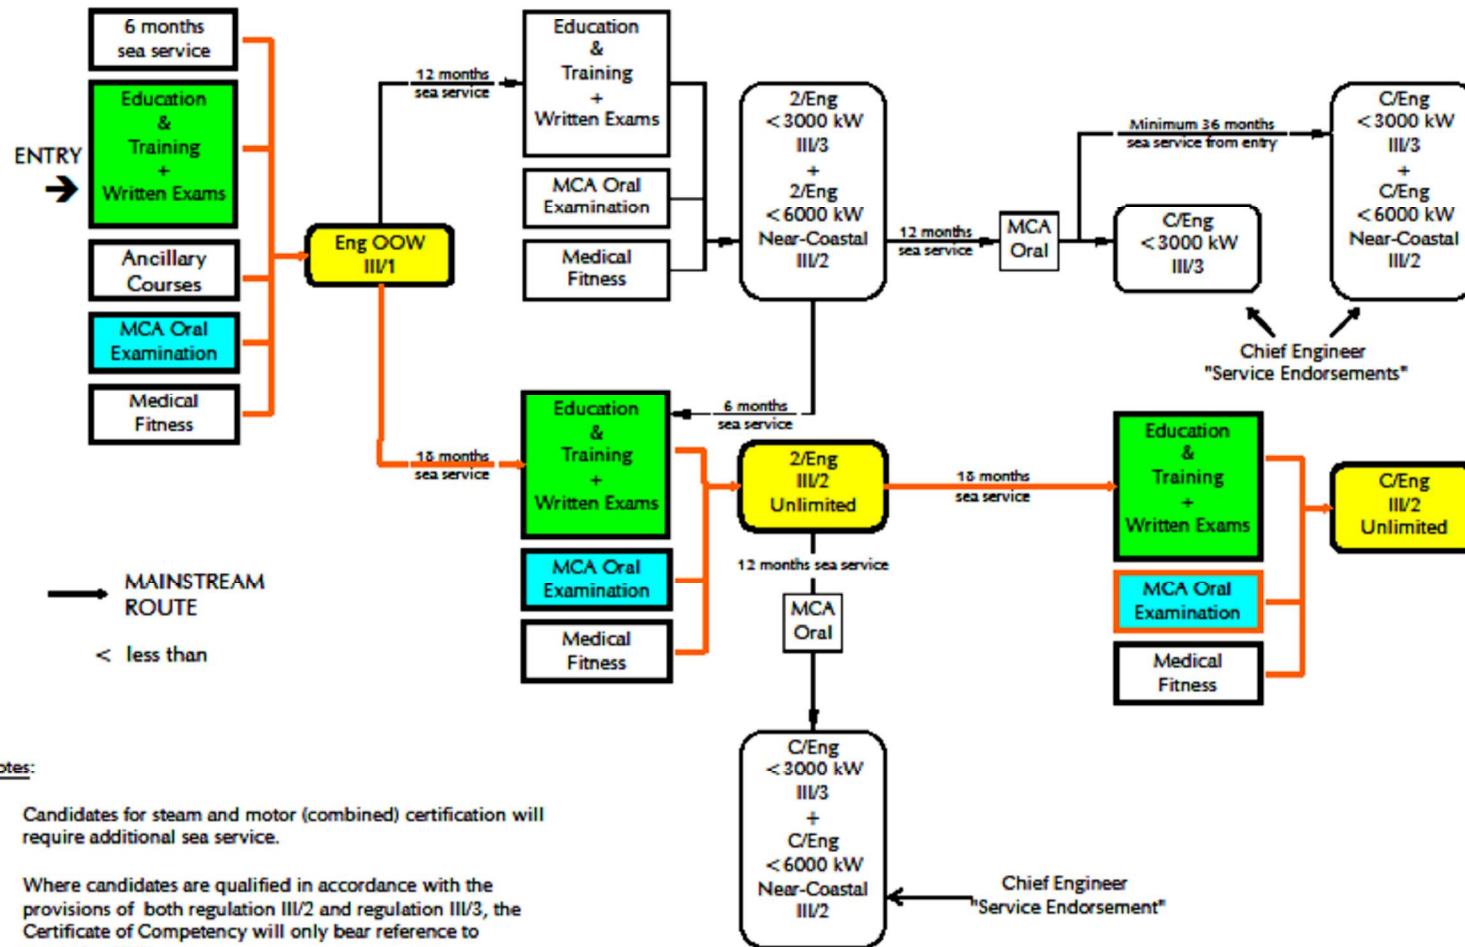 6 months
sea service
Education
&
Training
+
Written Exams
ENTRY
Ancillary
Courses
MCA Oral
Examination
Medical
Fitness
Eng OOW
III/1
12 months
sea service
Education
&
Training
+
Written Exams
MCA Oral
Examination
Medical
Fitness
2/Eng
<3000 kW
III/3
+
2/Eng
<6000 kW
Near-Coastal
III/2
12 months
sea service
MCA
Oral
Minimum 36 months
sea service from entry
C/Eng
<3000 kW
III/3
C/Eng
<3000 kW
III/3
+
C/Eng
<6000 kW
Near-Coastal
III/2
Chief Engineer
"Service Endorsements"
18 months
sea service
6 months
sea service
Education
&
Training
+
Written Exams
MCA Oral
Examination
Medical
Fitness
2/Eng
III/2
Unlimited
18 months
sea service
Education
&
Training
+
Written Exams
MCA Oral
Examination
Medical
Fitness
C/Eng
III/2
Unlimited
12 months sea service
MCA
Oral
C/Eng
<3000 kW
III/3
+
C/Eng
<6000 kW
Near-Coastal
III/2
Chief Engineer
"Service Endorsement"
MAINSTREAM
ROUTE
< less than
otes:
Candidates for steam and motor (combined) certification will
require additional sea service.
Where candidates are qualified in accordance with the
provisions of both regulation III/2 and regulation III/3, the
Certificate of Competency will only bear reference to